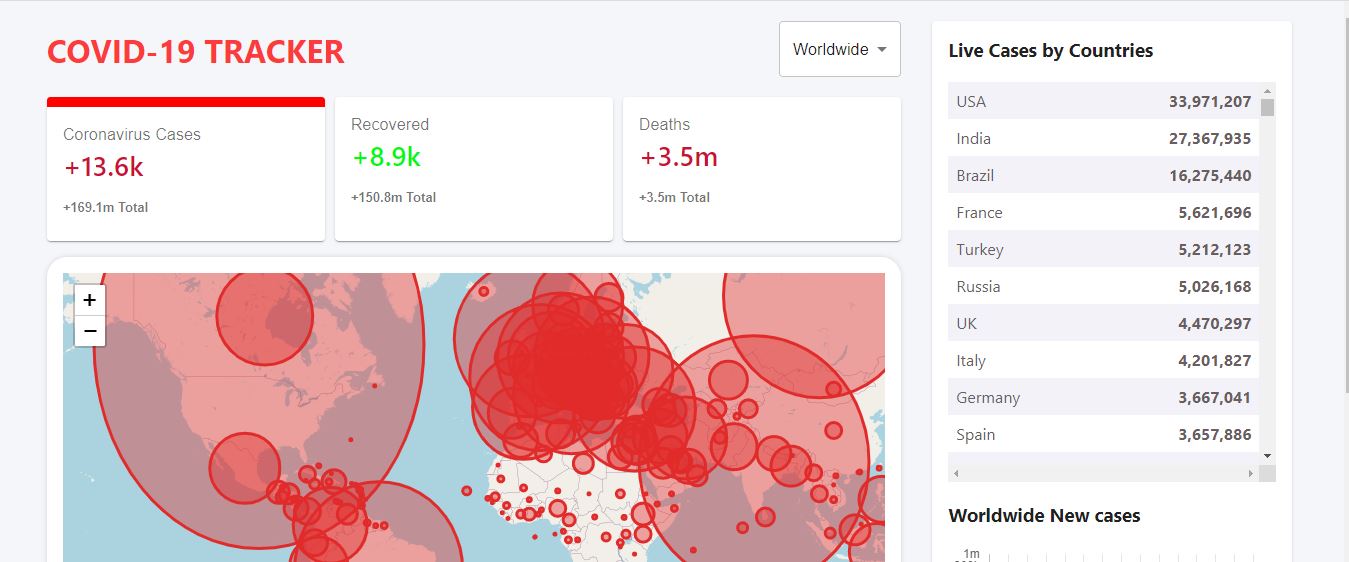 COVID-19 TRACKER
Worldwide
Coronavirus Cases
+13.6k
+169.1m Total
Recovered
+8.9k
+150.8m Total
Deaths
+3.5m
+3.5m Total
+
−
Live Cases by Countries
USA 33,971,207
India 27,367,935
Brazil 16,275,440
France 5,621,696
Turkey 5,212,123
Russia 5,026,168
UK 4,470,297
Italy 4,201,827
Germany 3,667,041
Spain 3,657,886
Worldwide New cases
1m